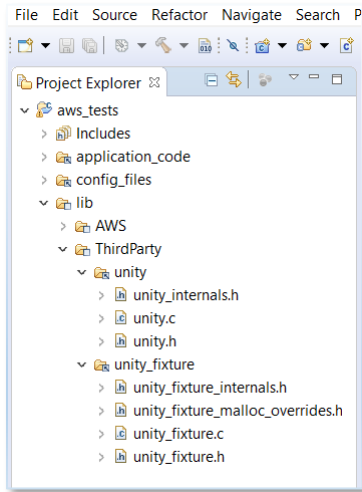 File Edit Source Refactor Navigate Search P
Project Explorer
aws_tests
Includes
application_code
config_files
lib
AWS
ThirdParty
unity
unity_internals.h
unity.c
unity.h
unity_fixture
unity_fixture_internals.h
unity_fixture_malloc_overrides.h
unity_fixture.c
unity_fixture.h